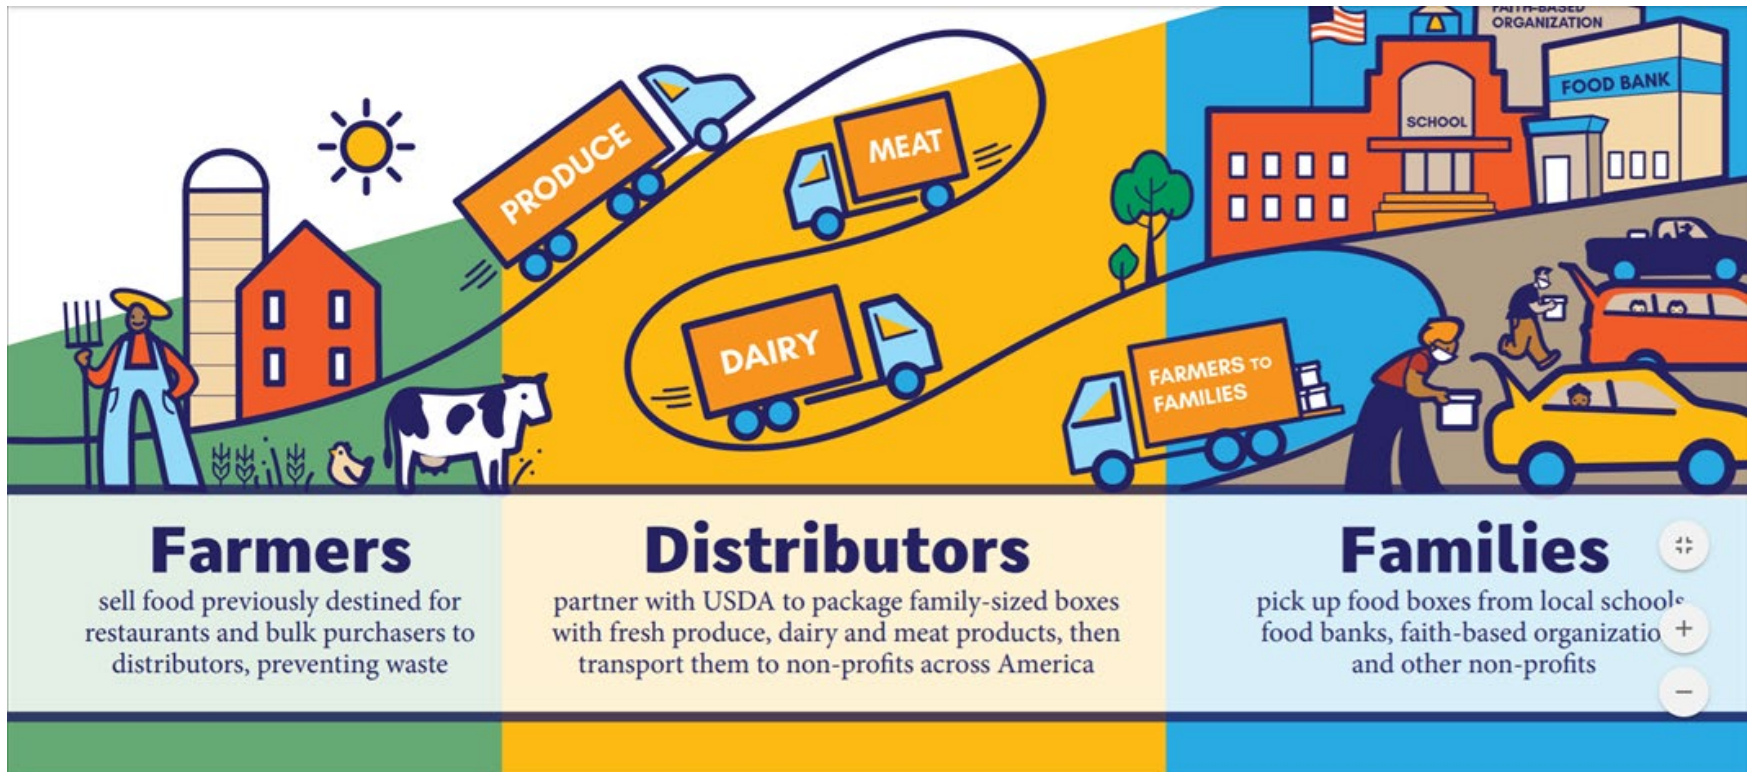 FAITH-BASED
ORGANIZATION
FOOD BANK
SCHOOL
PRODUCE
MEAT
DAIRY
FARMERS TO
FAMILIES
Farmers
sell food previously destined for
restaurants and bulk purchasers to
distributors, preventing waste
Distributors
partner with USDA to package family-sized boxes
with fresh produce, dairy and meat products, then
transport them to non-profits across America
Families
pick up food boxes from local schools
food banks, faith-based organizatio
and other non-profits